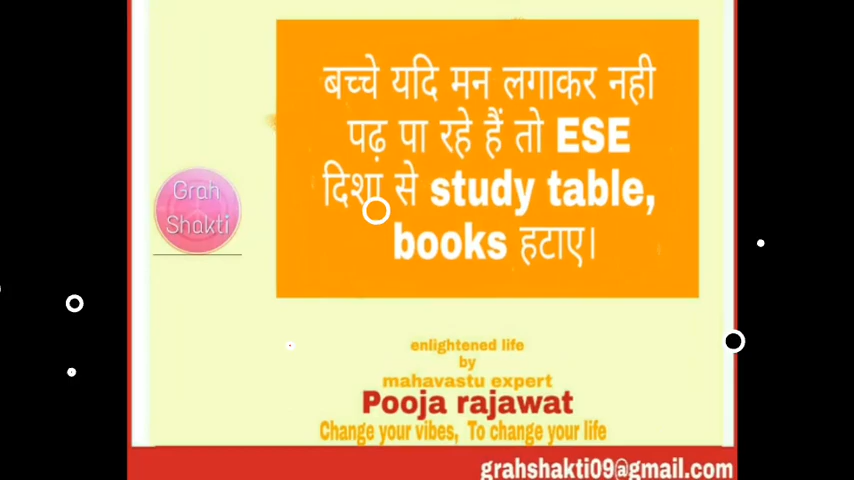 बच्चे यदि मन लगाकर नही
पढ़ पा रहे हैं तो ESE
दिशा से study table,
books हटाए।
Grah
Shakti
enlightened life
by
mahavastu expert
Pooja rajawat
Change your vibes, To change your life
grahshakti09@gmail.com